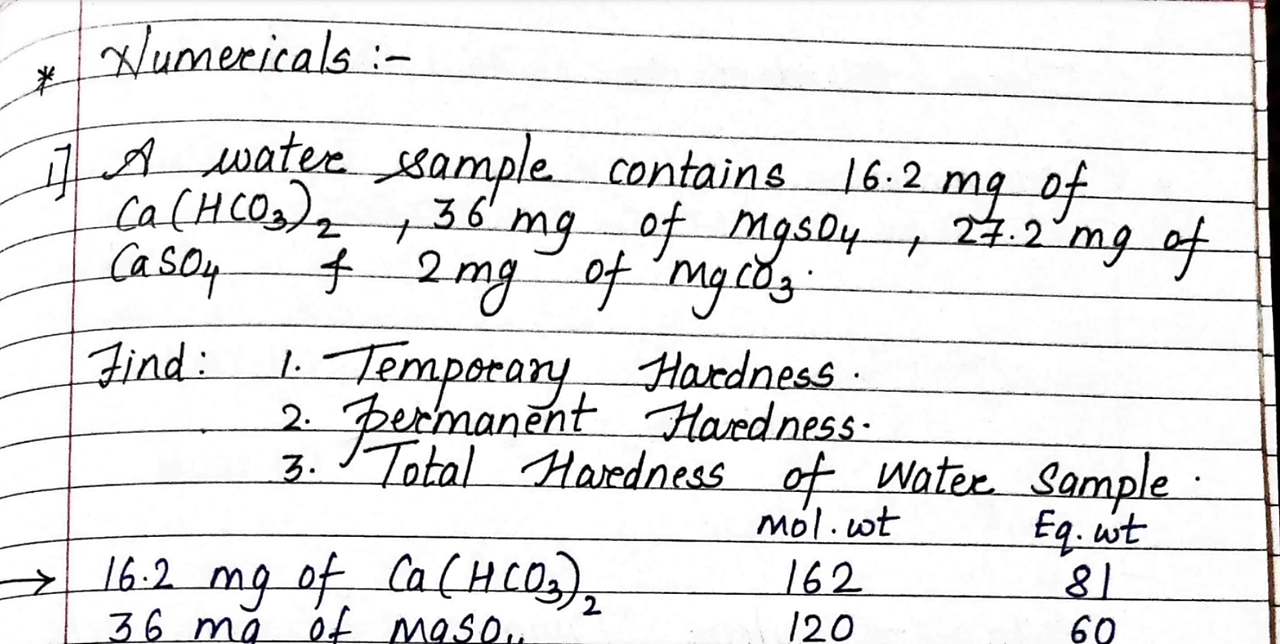 * Numericals :-
1] A water sample contains 16.2 mg of
Ca(HCO3)2 , 36 mg of MgSO4 , 27.2 mg of
CaSO4 & 2 mg of MgCO3.
Find: 1. Temporary Hardness.
2. Permanent Hardness.
3. Total Hardness of Water Sample.
mol. wt Eq. wt
→ 16.2 mg of Ca(HCO3)2 162 81
36 mg of MgSO4 120 60